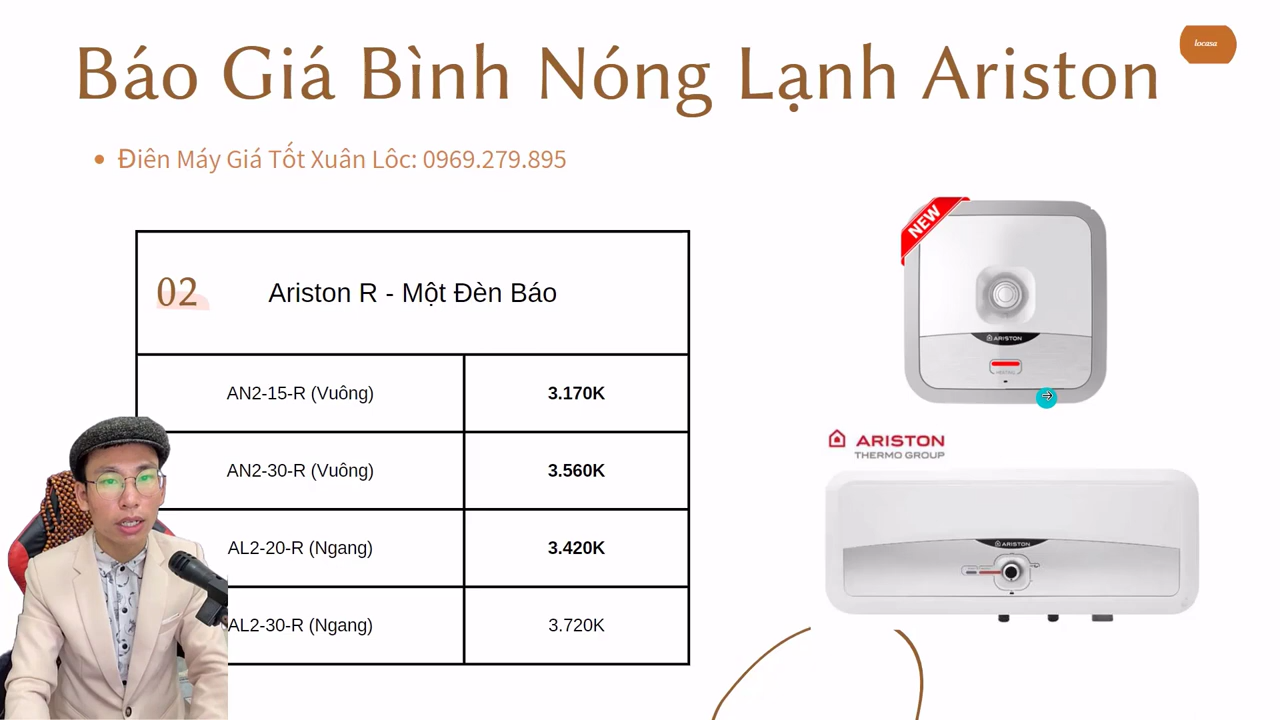 locasa
Báo Giá Bình Nóng Lạnh Ariston
Điên Máy Giá Tốt Xuân Lôc: 0969.279.895
02
Ariston R - Một Đèn Báo
AN2-15-R (Vuông) 3.170K
AN2-30-R (Vuông) 3.560K
AL2-20-R (Ngang) 3.420K
AL2-30-R (Ngang) 3.720K
NEW
ARISTON
ARISTON
THERMO GROUP
ARISTON